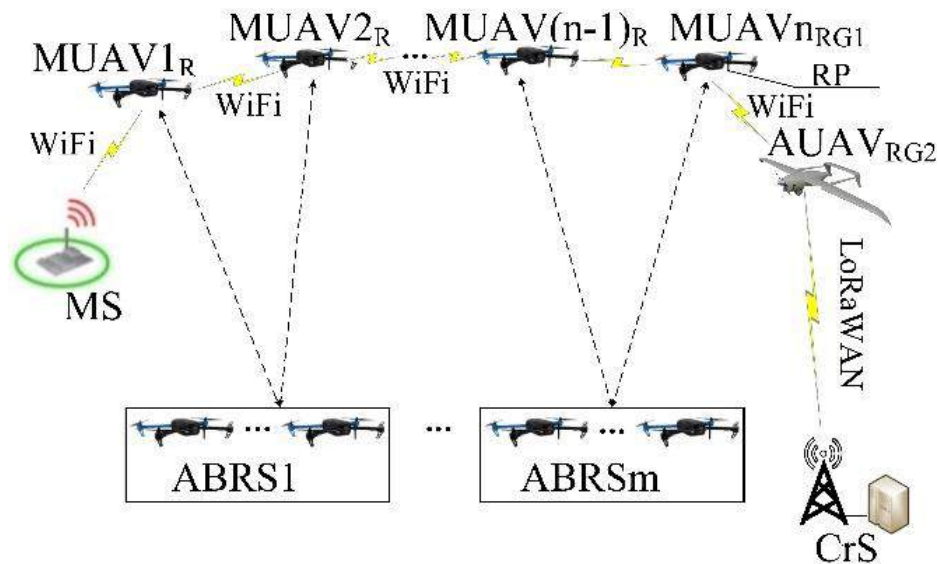 MUAV1R
MUAV2R
...
MUAV(n-1)R
MUAVnRG1
RP
WiFi
WiFi
WiFi
WiFi
AUAVRG2
MS
LoRaWAN
... ... ...
ABRS1
ABRSm
CrS